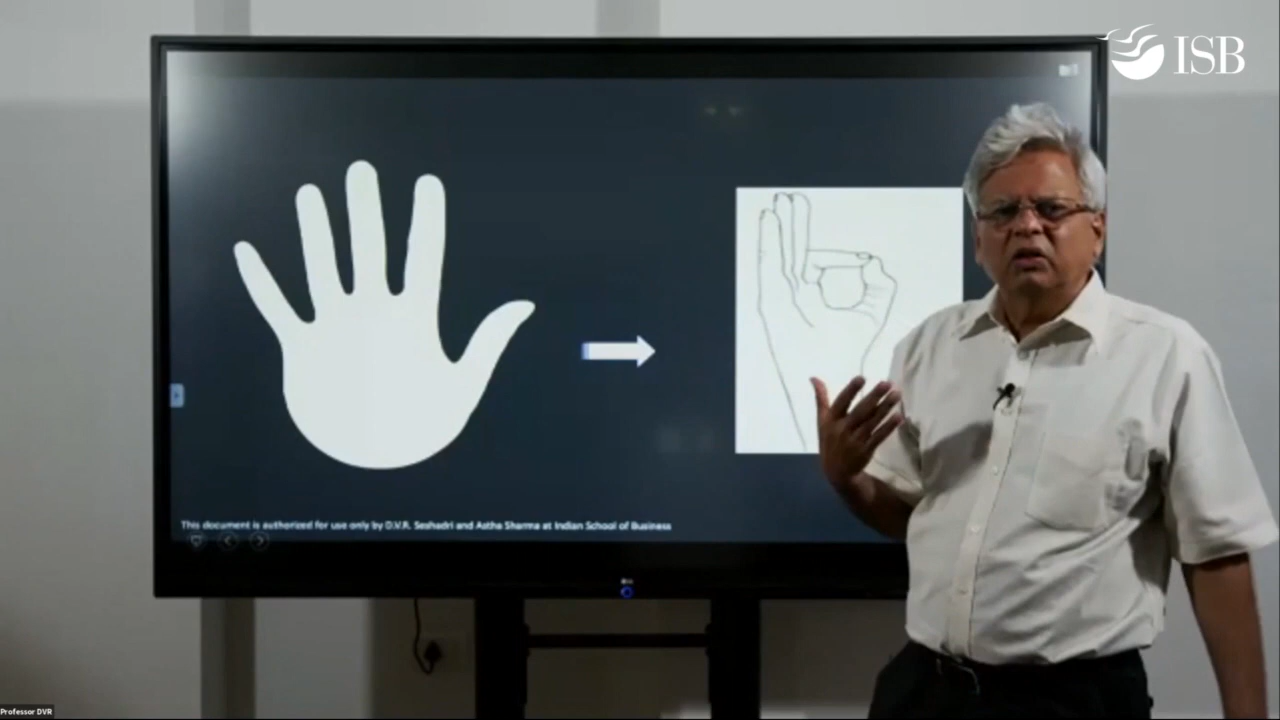 ISB
This document is authorized for use only by D.V.R. Seshadri and Astha Sharma at Indian School of Business
Professor DVR